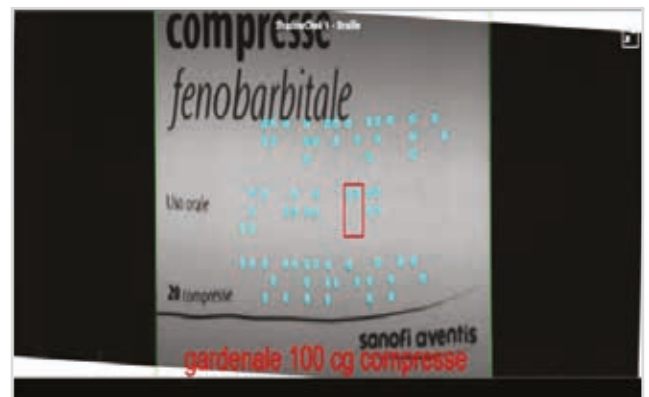 compresse
fenobarbitale
Uso orale
20 compresse
sanofi aventis
gardenale 100 cg compresse